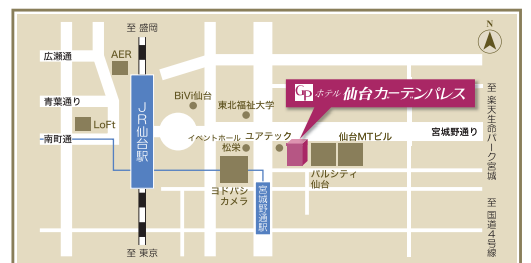 至 盛岡
N
広瀬通
AER
青葉通り
LoFt
南町通
JR仙台駅
BiVi仙台
東北福祉大学
GP ホテル 仙台ガーデンパレス
宮城野通り
至 楽天生命パーク宮城
イベントホール
松栄
ユアテック
仙台MTビル
パルシティ
仙台
ヨドバシ
カメラ
宮城野通駅
至 国道4号線
至 東京